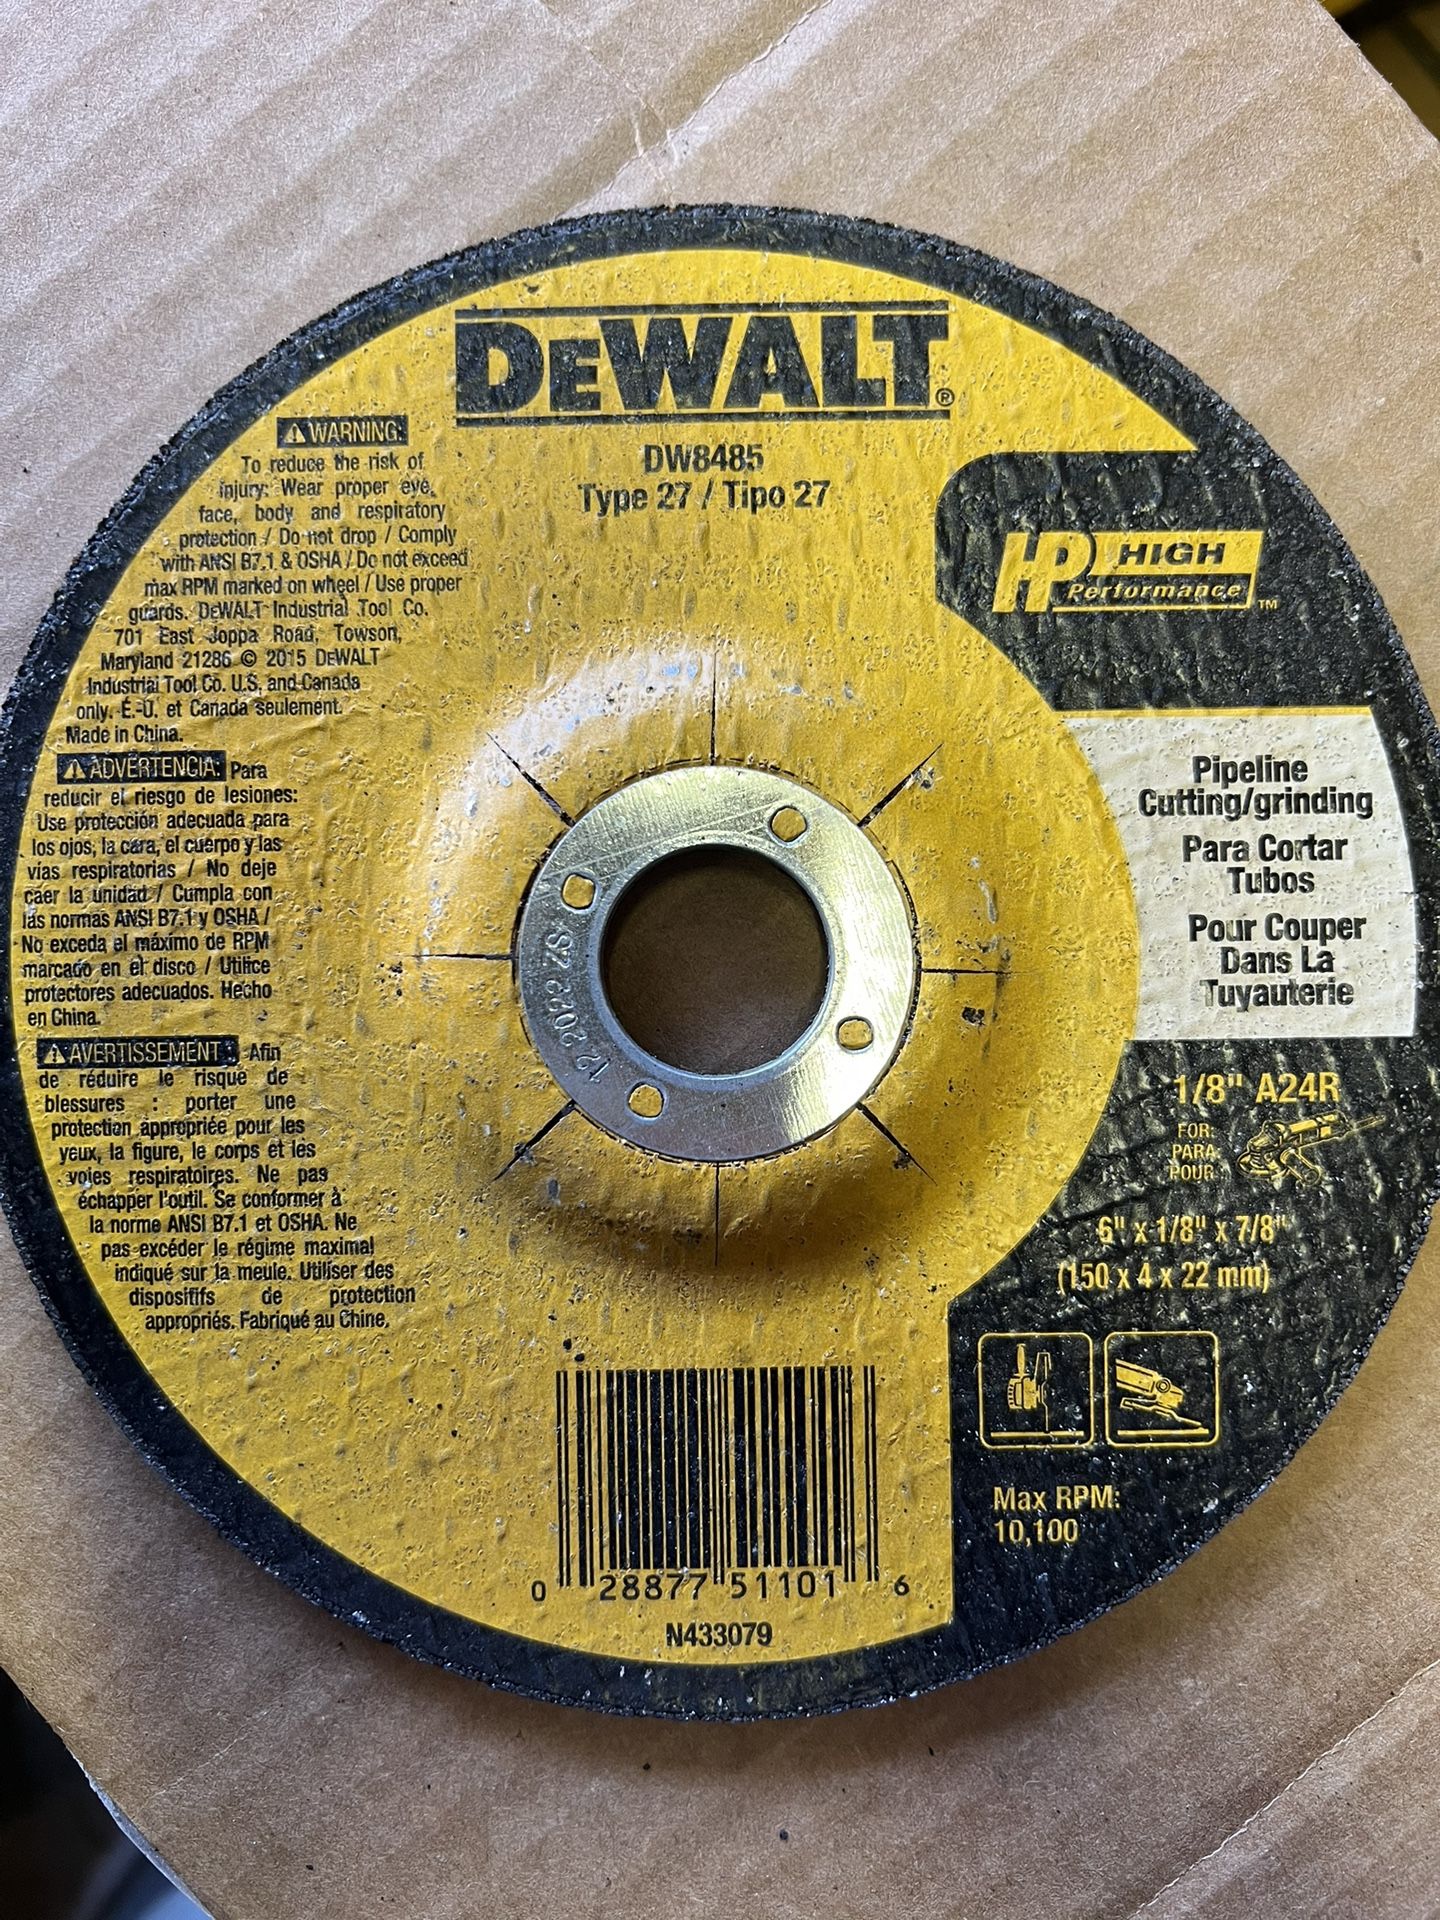 DEWALT®
DW8485
Type 27 / Tipo 27
⚠ WARNING:
To reduce the risk of
injury: Wear proper eye,
face, body and respiratory
protection / Do not drop / Comply
with ANSI B7.1 & OSHA / Do not exceed
max RPM marked on wheel / Use proper
guards. DeWALT Industrial Tool Co.
701 East Joppa Road, Towson,
Maryland 21286 © 2015 DeWALT
Industrial Tool Co. U.S. and Canada
only. É.-U. et Canada seulement.
Made in China.
⚠ ADVERTENCIA: Para
reducir el riesgo de lesiones:
Use protección adecuada para
los ojos, la cara, el cuerpo y las
vías respiratorias / No deje
caer la unidad / Cumpla con
las normas ANSI B7.1 y OSHA /
No exceda el máximo de RPM
marcado en el disco / Utilice
protectores adecuados. Hecho
en China.
⚠ AVERTISSEMENT : Afin
de réduire le risque de
blessures : porter une
protection appropriée pour les
yeux, la figure, le corps et les
voies respiratoires. Ne pas
échapper l'outil. Se conformer à
la norme ANSI B7.1 et OSHA. Ne
pas excéder le régime maximal
indiqué sur la meule. Utiliser des
dispositifs de protection
appropriés. Fabriqué au Chine.
HP HIGH
Performance™
Pipeline
Cutting/grinding
Para Cortar
Tubos
Pour Couper
Dans La
Tuyauterie
1/8" A24R
FOR:
PARA:
POUR:
6" x 1/8" x 7/8"
(150 x 4 x 22 mm)
Max RPM:
10,100
SZ 12 2022
0 28877 51101 6
N433079